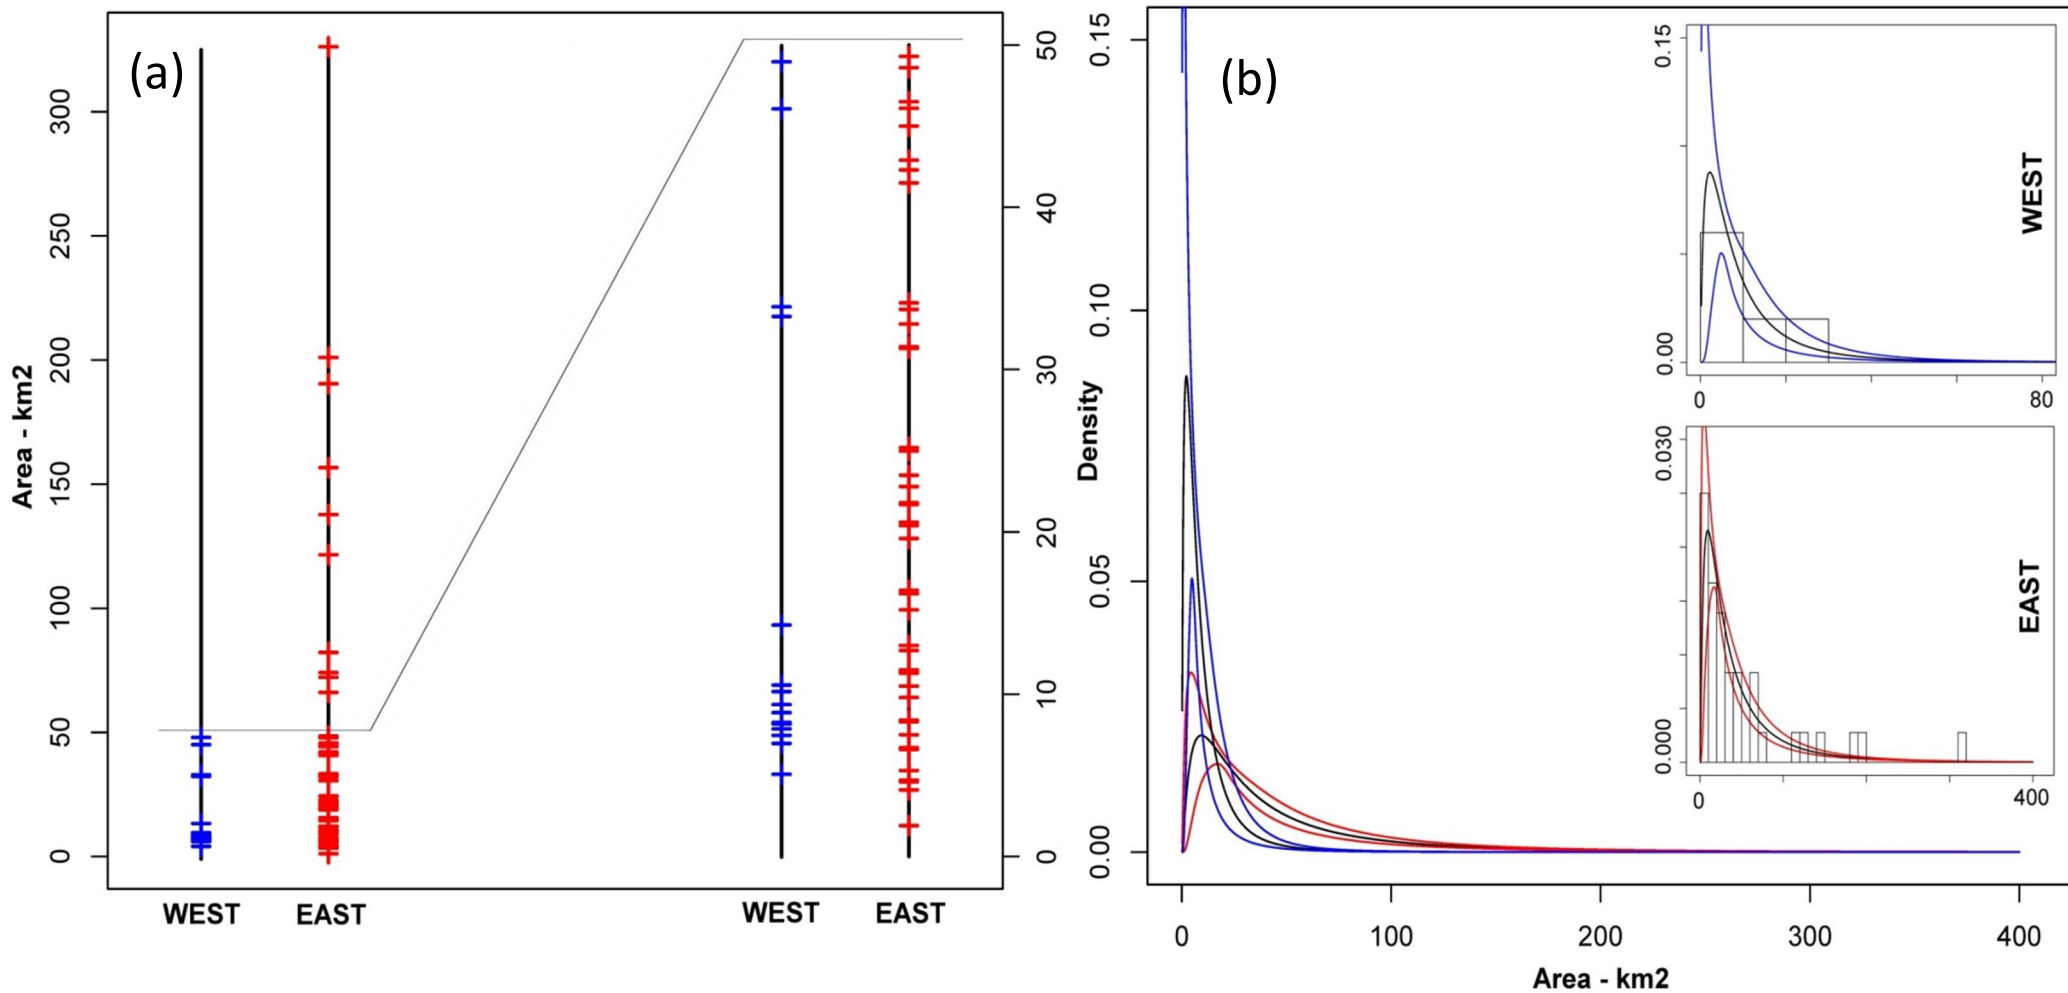 (a)
Area - km2
0 50 100 150 200 250 300
0 10 20 30 40 50
WEST EAST WEST EAST
(b)
Density
0.00 0.05 0.10 0.15
0 100 200 300 400
Area - km2
0.00 0.15
WEST
0 80
0.000 0.030
EAST
0 400